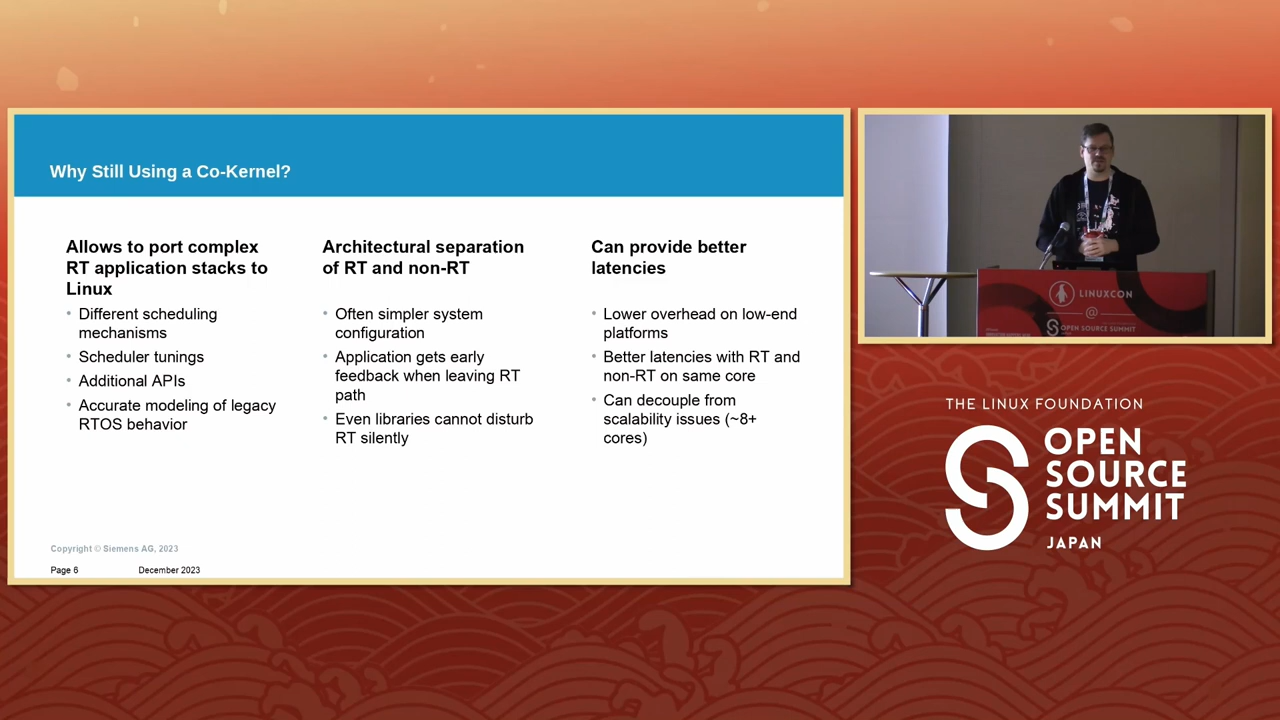 Why Still Using a Co-Kernel?
Allows to port complex
RT application stacks to
Linux
• Different scheduling
mechanisms
• Scheduler tunings
• Additional APIs
• Accurate modeling of legacy
RTOS behavior
Architectural separation
of RT and non-RT
• Often simpler system
configuration
• Application gets early
feedback when leaving RT
path
• Even libraries cannot disturb
RT silently
Can provide better
latencies
• Lower overhead on low-end
platforms
• Better latencies with RT and
non-RT on same core
• Can decouple from
scalability issues (~8+
cores)
Copyright © Siemens AG, 2023
Page 6
December 2023
LINUXCON
@
OPEN SOURCE SUMMIT
THE LINUX FOUNDATION
OPEN
SOURCE
SUMMIT
JAPAN